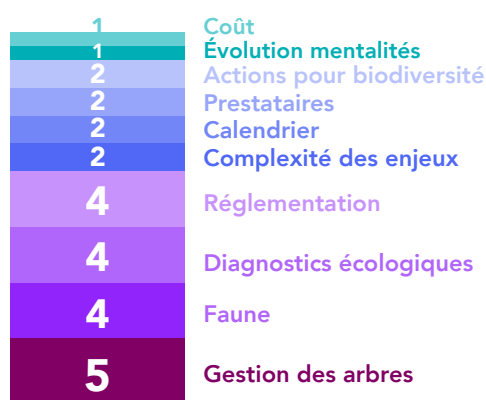 1 Coût
1 Évolution mentalités
2 Actions pour biodiversité
2 Prestataires
2 Calendrier
2 Complexité des enjeux
4 Réglementation
4 Diagnostics écologiques
4 Faune
5 Gestion des arbres